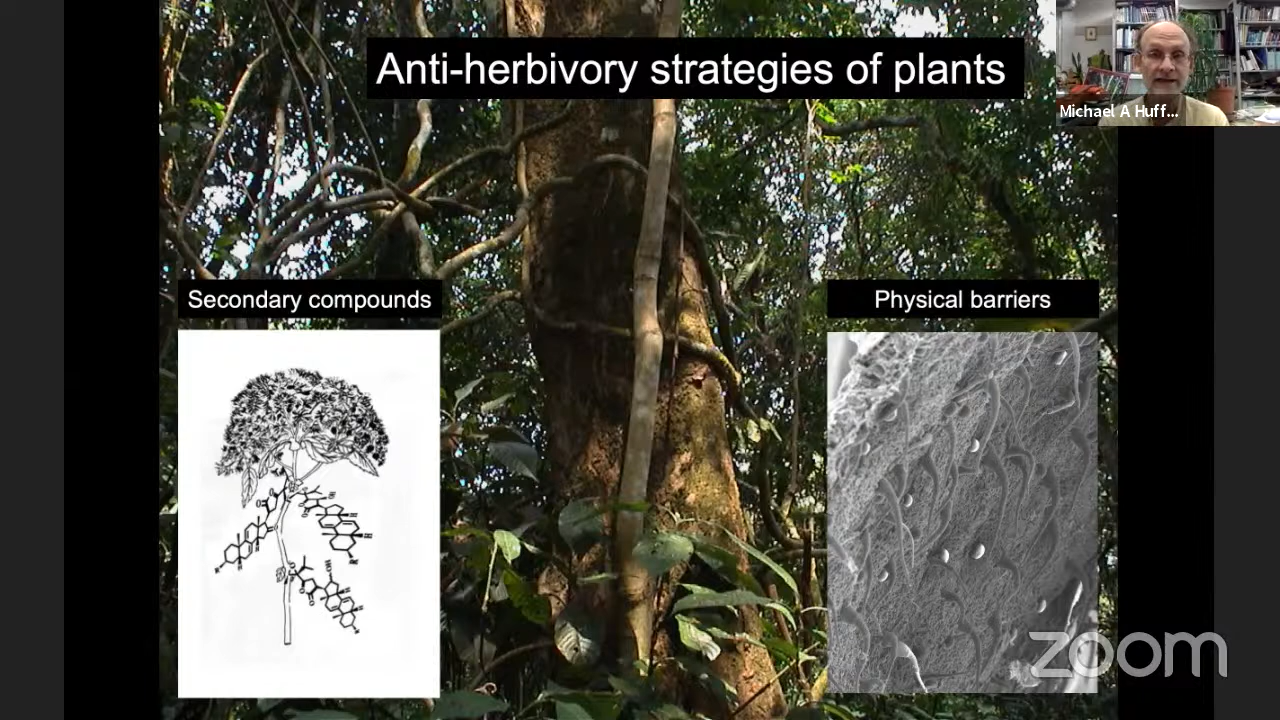 Anti-herbivory strategies of plants
Michael A Huff...
Secondary compounds
Physical barriers
zoom